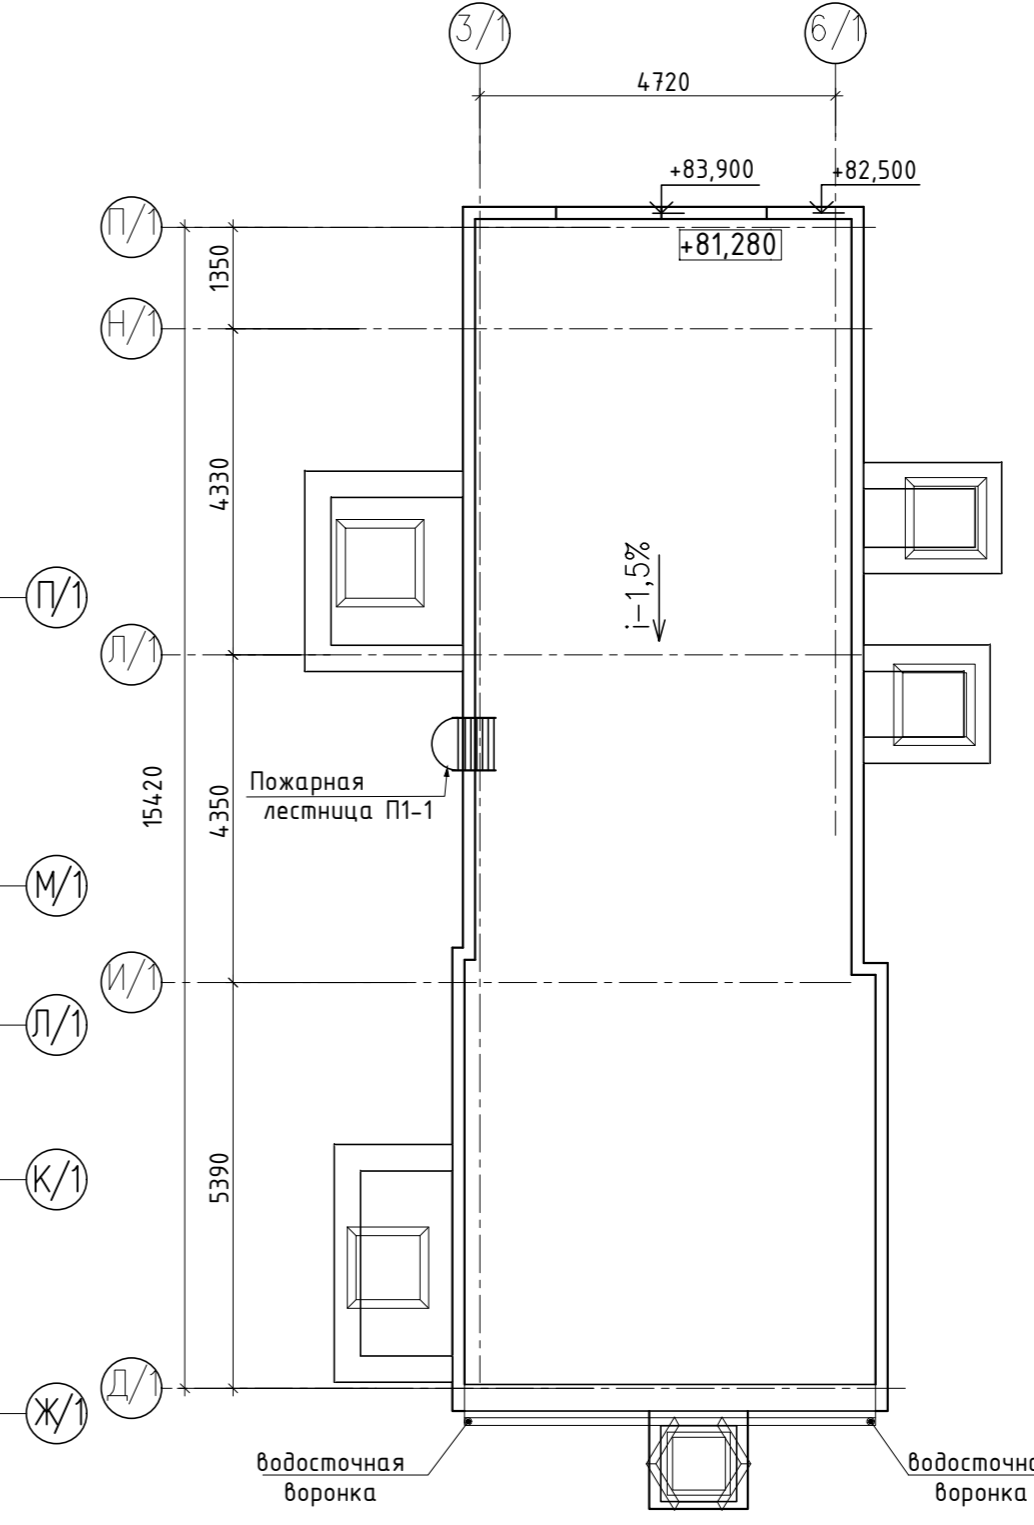 3/1
6/1
4720
+83,900
+82,500
П/1
+81,280
1350
Н/1
4330
i-1,5%
П/1
Л/1
15420
4350
Пожарная
лестница П1-1
М/1
И/1
Л/1
К/1
5390
Д/1
Ж/1
водосточная
воронка
водосточн
воронка